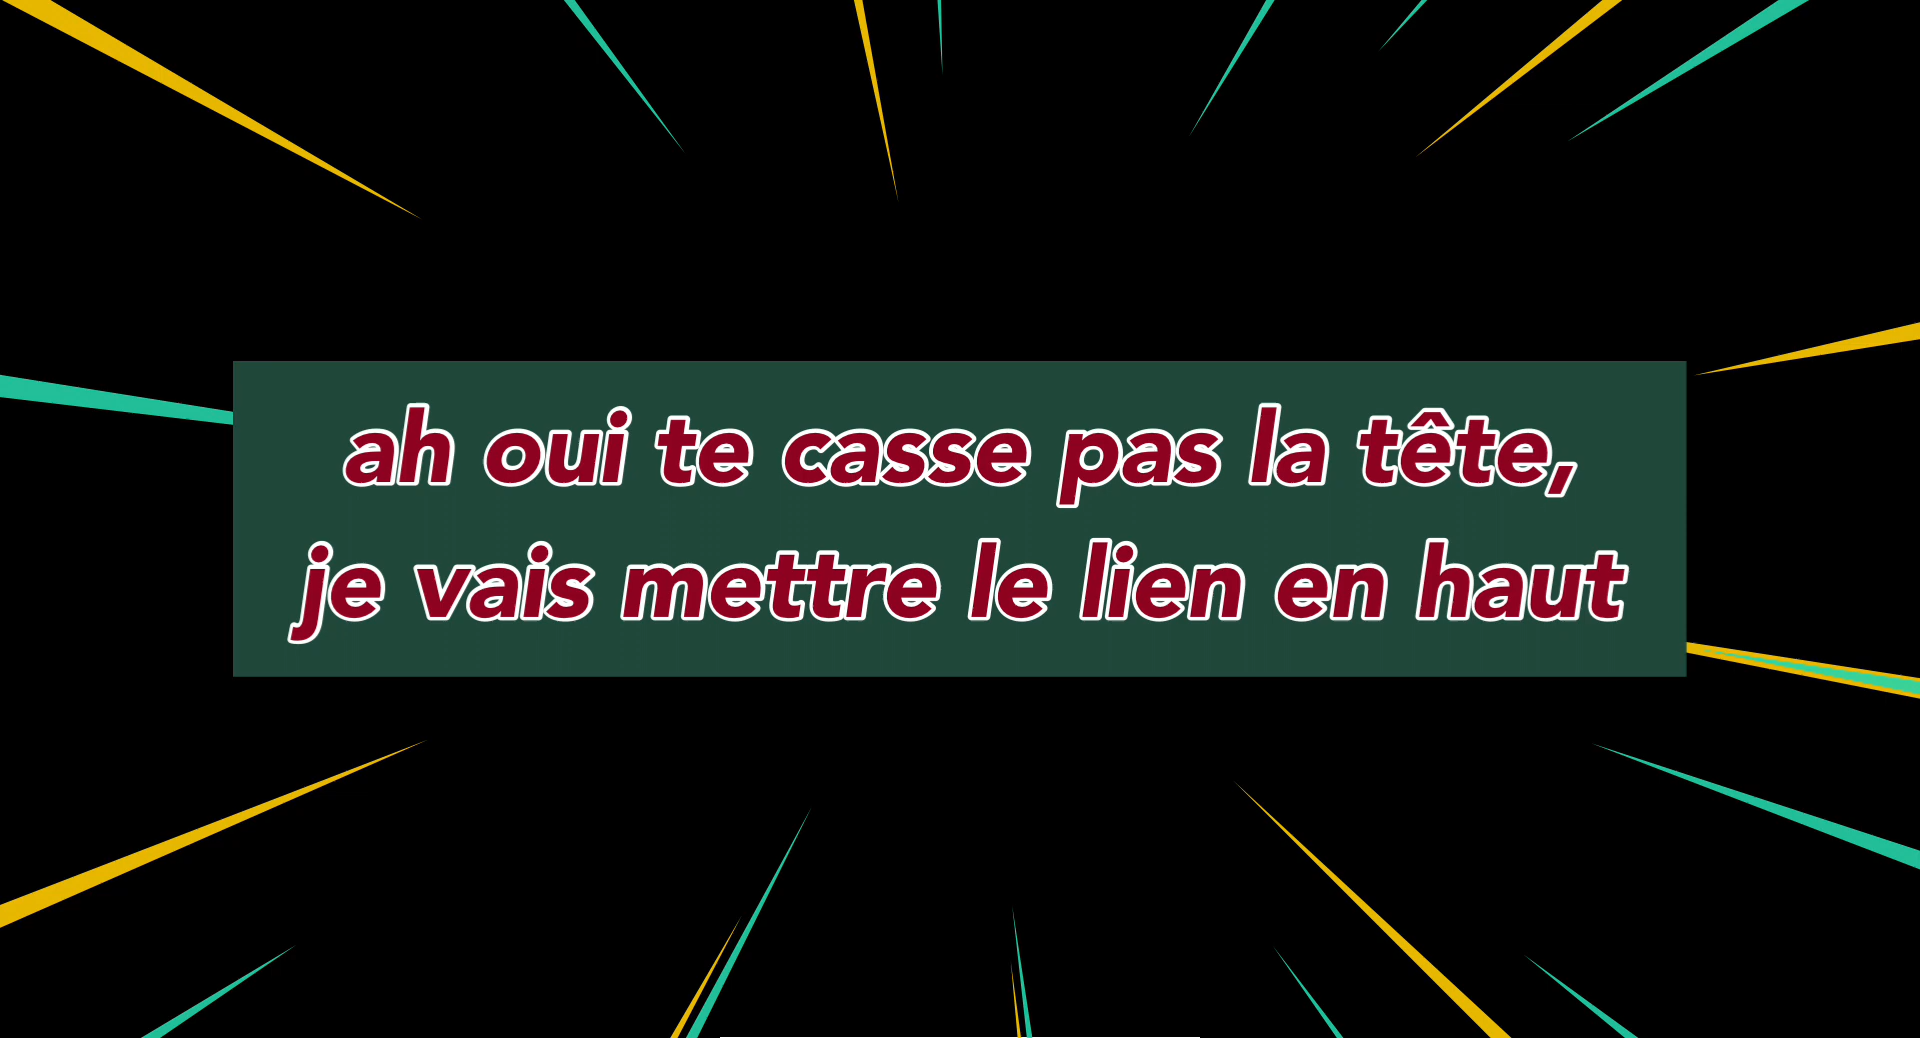 ah oui te casse pas la tête,
je vais mettre le lien en haut